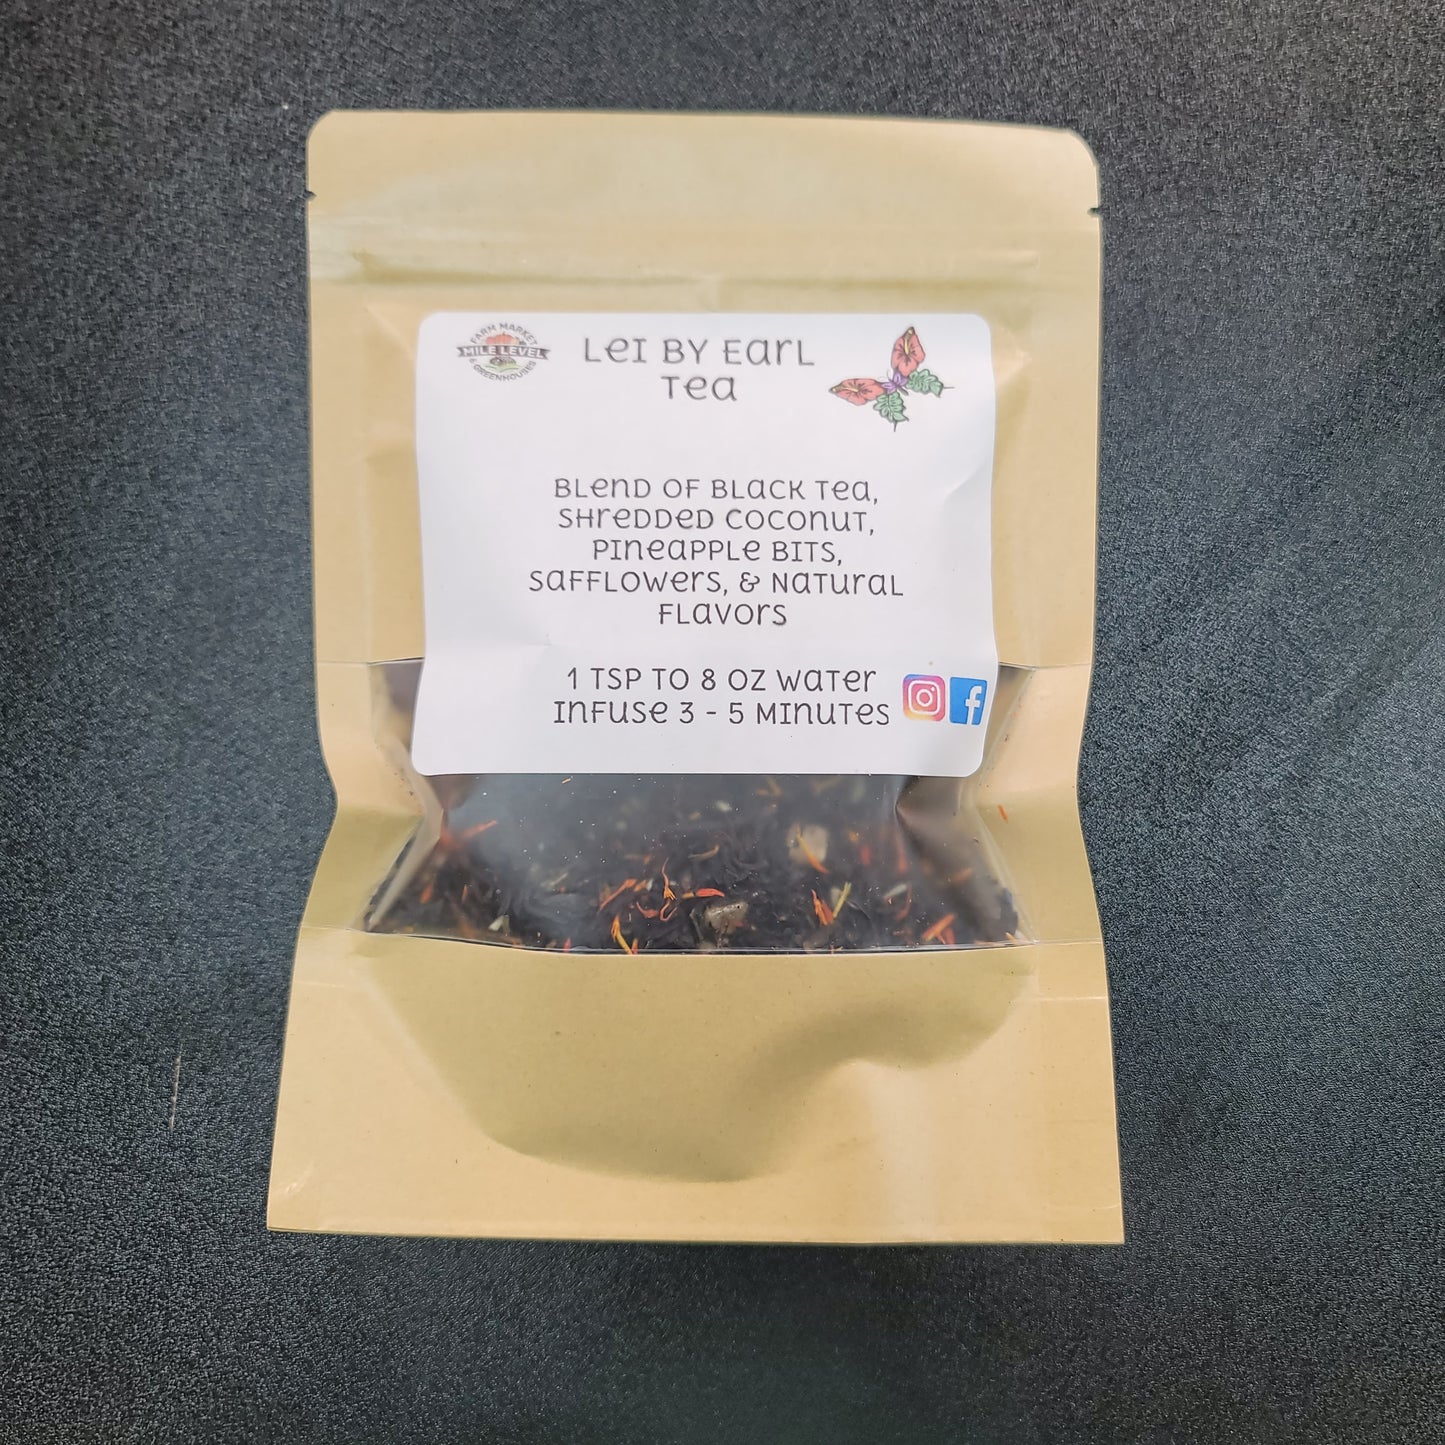 FARM MARKET
MILE LEVEL
& GREENHOUSES
Lei by Earl
Tea
Blend of Black Tea,
Shredded Coconut,
Pineapple Bits,
Safflowers, & Natural
Flavors
1 tsp to 8 oz water
Infuse 3 - 5 minutes